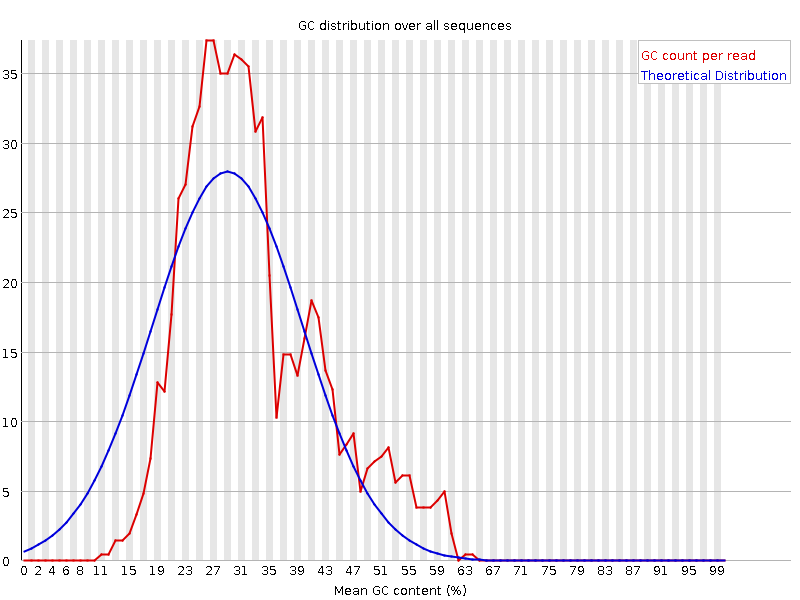 GC distribution over all sequences
GC count per read
Theoretical Distribution
35
30
25
20
15
10
5
0
0 2 4 6 8 11 15 19 23 27 31 35 39 43 47 51 55 59 63 67 71 75 79 83 87 91 95 99
Mean GC content (%)